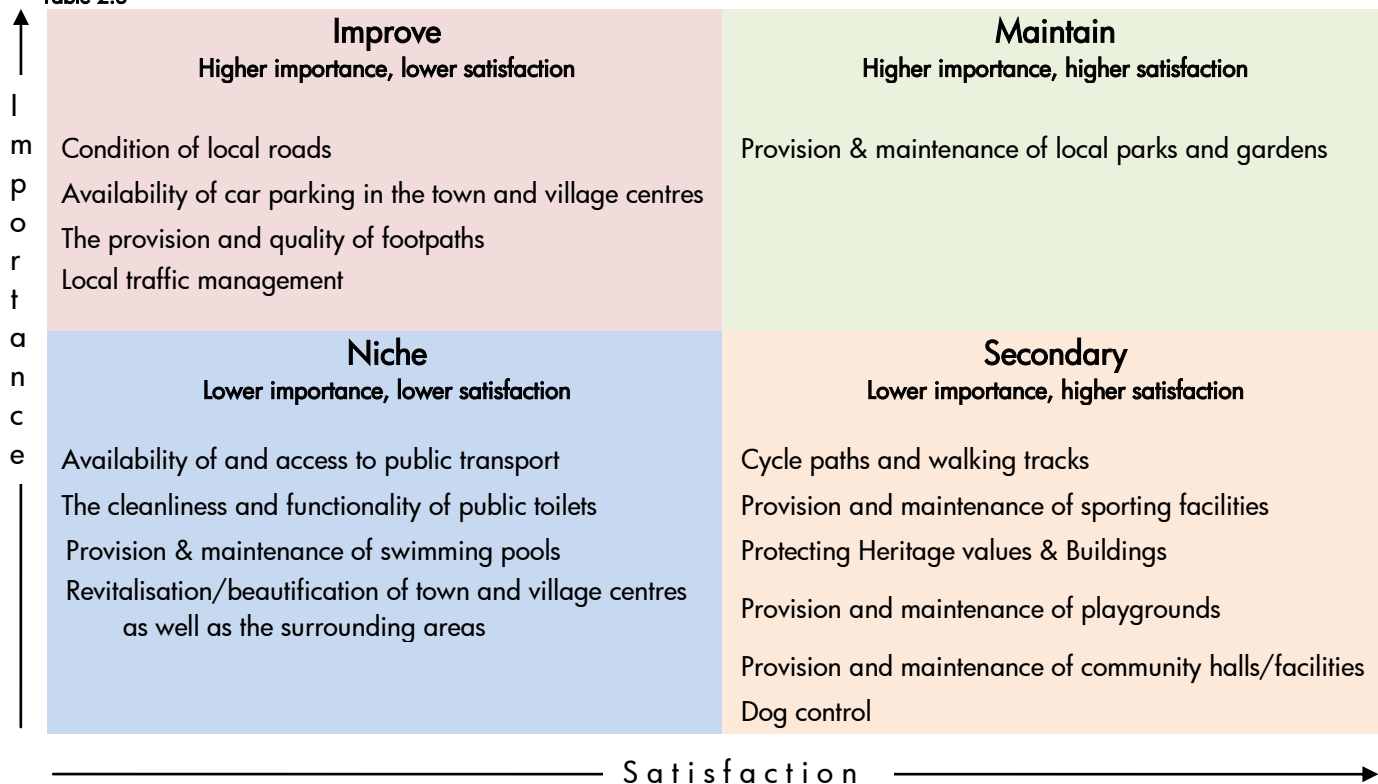 Improve
Higher importance, lower satisfaction
Condition of local roads
Availability of car parking in the town and village centres
The provision and quality of footpaths
Local traffic management
Maintain
Higher importance, higher satisfaction
Provision & maintenance of local parks and gardens
Niche
Lower importance, lower satisfaction
Availability of and access to public transport
The cleanliness and functionality of public toilets
Provision & maintenance of swimming pools
Revitalisation/beautification of town and village centres
as well as the surrounding areas
Secondary
Lower importance, higher satisfaction
Cycle paths and walking tracks
Provision and maintenance of sporting facilities
Protecting Heritage values & Buildings
Provision and maintenance of playgrounds
Provision and maintenance of community halls/facilities
Dog control
Importance
Satisfaction